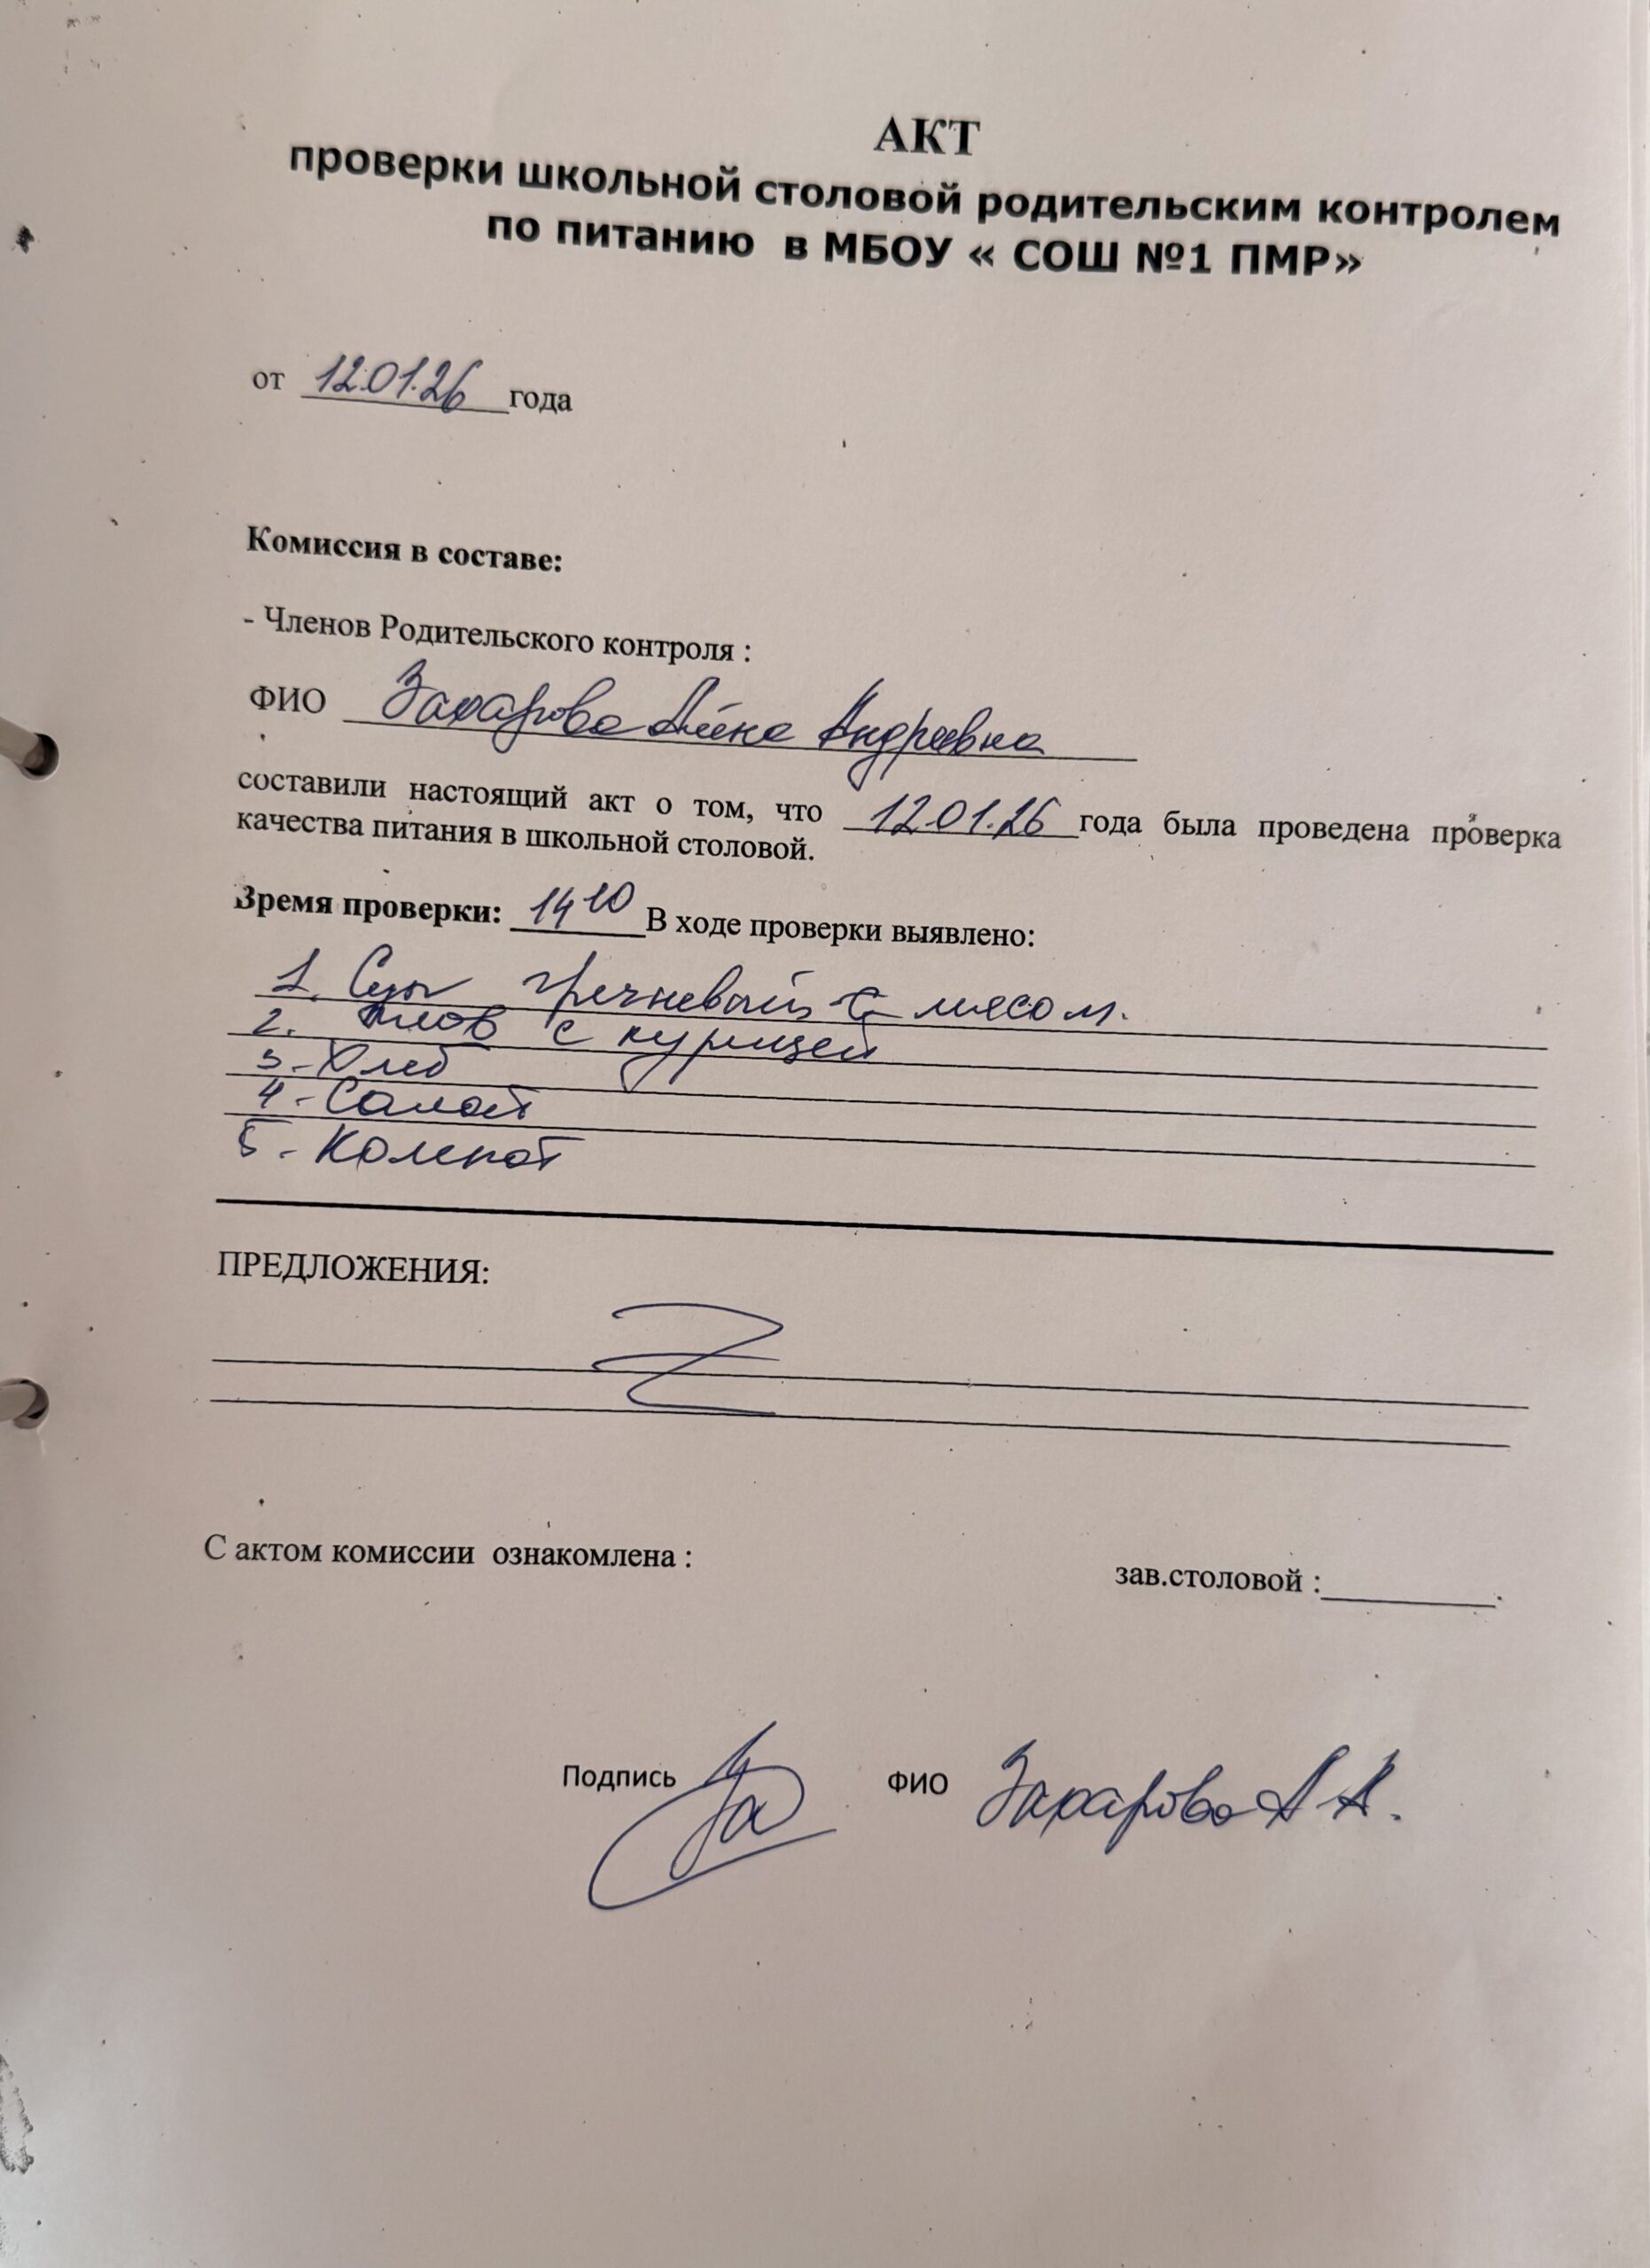 АКТ
проверки школьной столовой родительским контролем
по питанию в МБОУ « СОШ №1 ПМР»
от 12.01.26 года
Комиссия в составе:
- Членов Родительского контроля :
ФИО Захарова Андреевна
составили настоящий акт о том, что 12.01.26 года была проведена проверка
качества питания в школьной столовой.
Время проверки: 14 10 В ходе проверки выявлено:
1. Суп гречневый с мясом.
2. Плов с курицей
3 - Хлеб
4 - Салат
5 - Компот
ПРЕДЛОЖЕНИЯ:
С актом комиссии ознакомлена :
зав.столовой :__________.
Подпись ФИО Захарова А А.